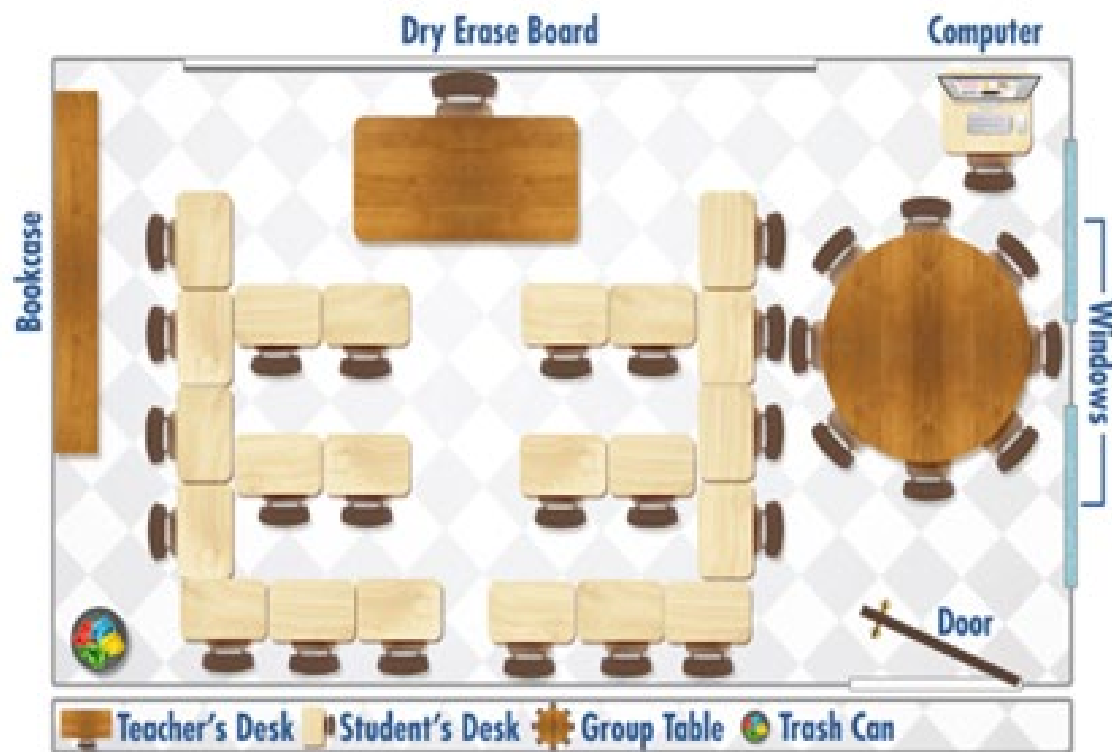 Dry Erase Board
Computer
Bookcase
Windows
Door
Teacher's Desk
Student's Desk
Group Table
Trash Can